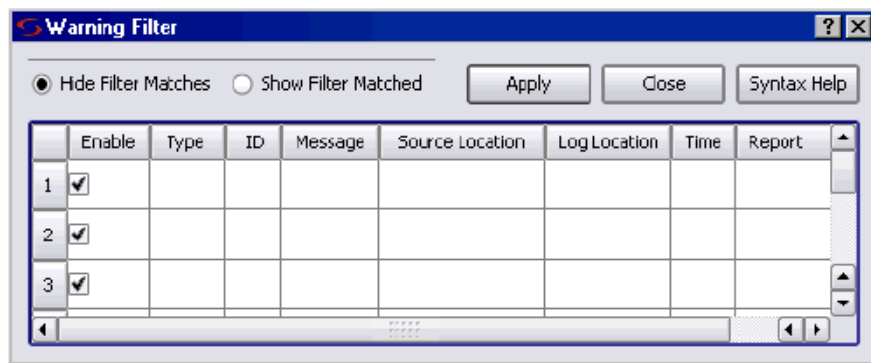 Warning Filter
Hide Filter Matches Show Filter Matched Apply Close Syntax Help
Enable Type ID Message Source Location Log Location Time Report
1
2
3